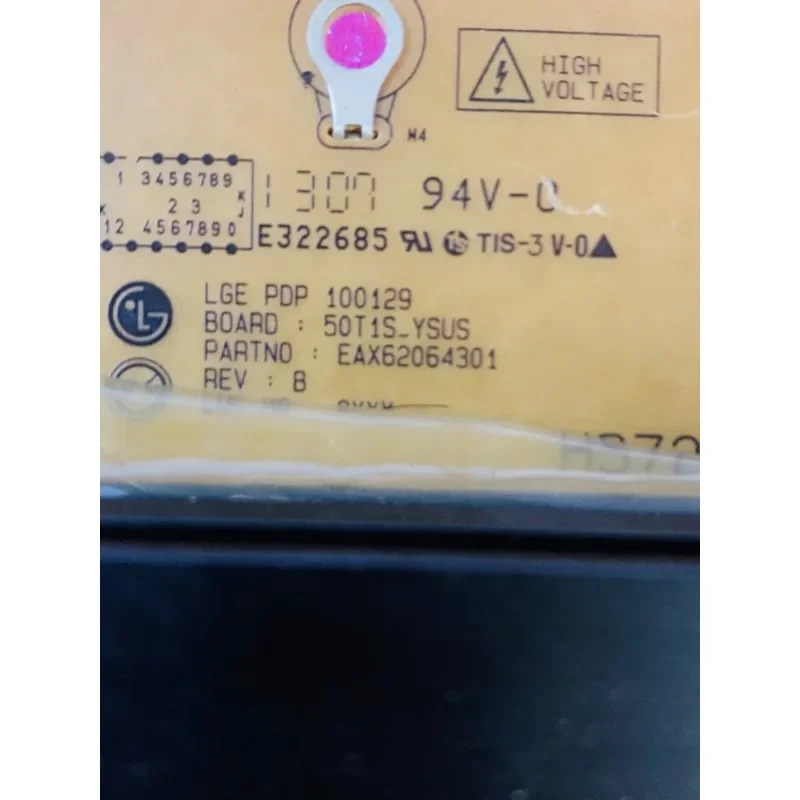 HIGH
VOLTAGE
M4
1 3456789
K
2 3
J
12 4567890
1307 94V-0
E322685 TIS-3 V-0
LG
LGE PDP 100129
BOARD : 50T1S_YSUS
PARTNO : EAX62064301
REV : B